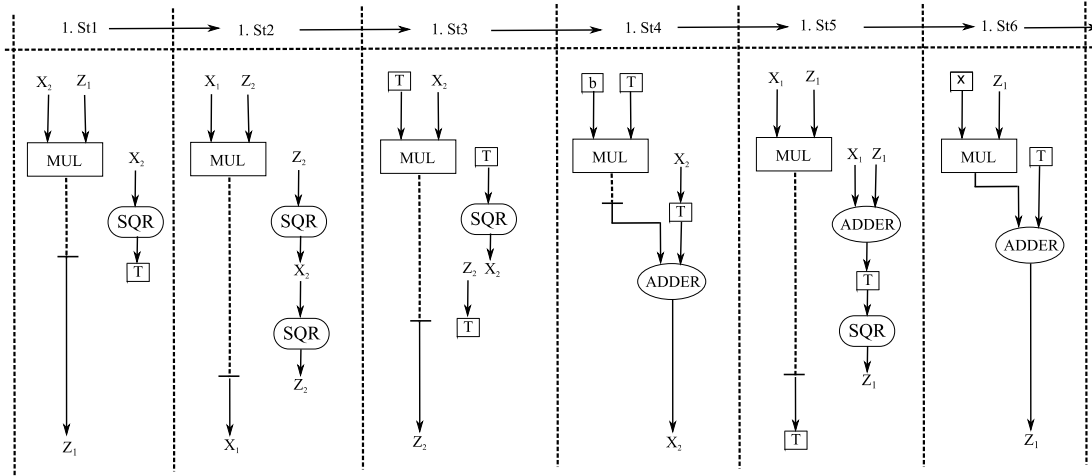 1. St1
1. St2
1. St3
1. St4
1. St5
1. St6
X₂ Z₁
MUL
X₂
SQR
T
Z₁
X₁ Z₂
MUL
Z₂
SQR
X₂
SQR
Z₂
X₁
T X₂
MUL
T
SQR
Z₂ X₂
T
Z₂
b T
MUL
X₂
T
ADDER
X₂
X₁ Z₁
MUL
X₁ Z₁
ADDER
T
SQR
Z₁
T
X Z₁
MUL
T
ADDER
Z₁